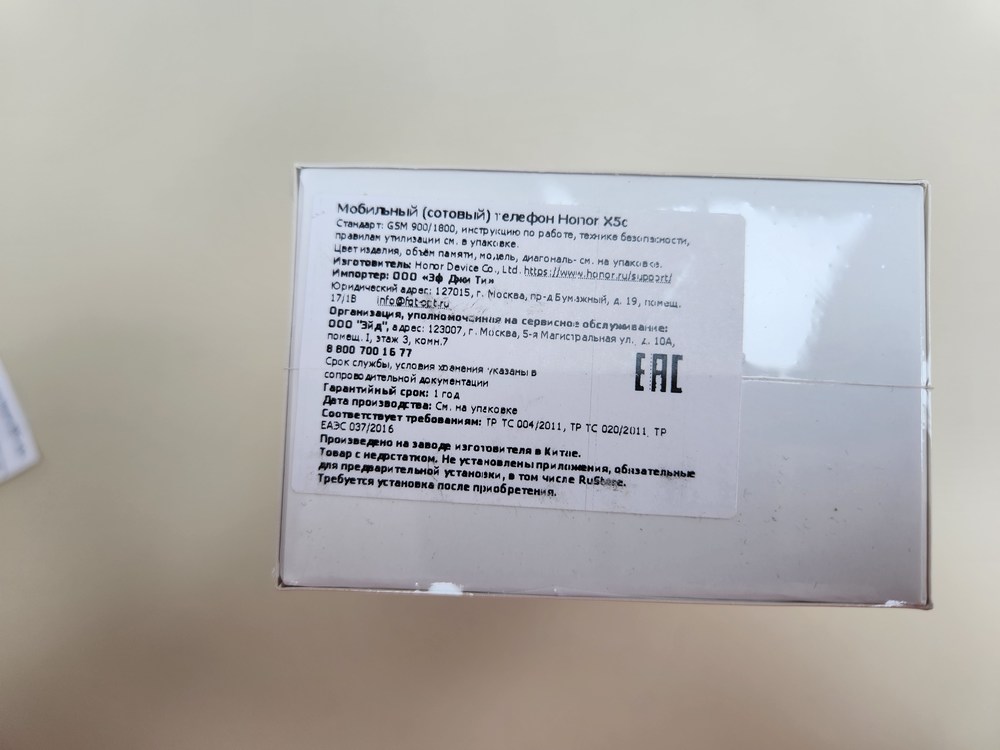 Мобильный (сотовый) телефон Honor X5c
Стандарт: GSM 900/1800, инструкцию по работе, технике безопасности,
правилам утилизации см. в упаковке.
Цвет изделия, объём памяти, модель, диагональ- см. на упаковке.
Изготовитель: Honor Device Co., Ltd. https://www.honor.ru/support/
Импортер: ООО «Эф Джи Ти»
Юридический адрес: 127015, г. Москва, пр-д Бумажный, д. 19, помещ.
17/1В info@fgt-opt.ru
Организация, уполномоченная на сервисное обслуживание:
ООО "Эйд", адрес: 123007, г. Москва, 5-я Магистральная ул., д. 10А,
помещ. I, этаж 3, комн.7
8 800 700 16 77
Срок службы, условия хранения указаны в
сопроводительной документации
EAC
Гарантийный срок: 1 год
Дата производства: См. на упаковке
Соответствует требованиям: ТР ТС 004/2011, ТР ТС 020/2011, ТР
ЕАЭС 037/2016
Произведено на заводе изготовителя в Китае.
Товар с недостатком. Не установлены приложения, обязательные
для предварительной установки, в том числе RuStore.
Требуется установка после приобретения.